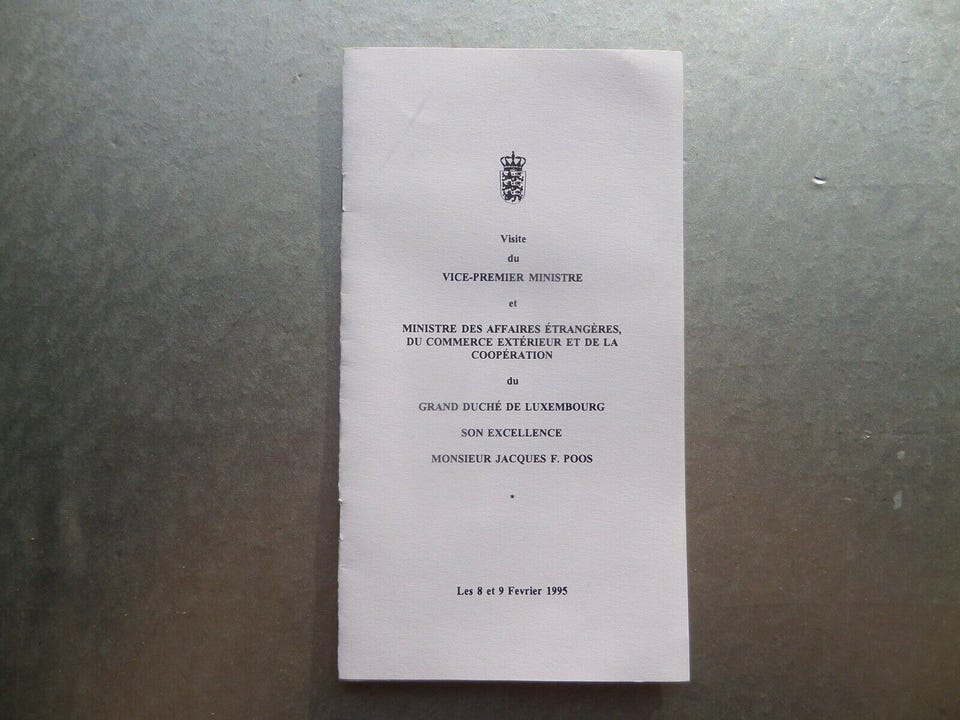 Visite
du
VICE-PREMIER MINISTRE
et
MINISTRE DES AFFAIRES ÉTRANGÈRES,
DU COMMERCE EXTÉRIEUR ET DE LA
COOPÉRATION
du
GRAND DUCHÉ DE LUXEMBOURG
SON EXCELLENCE
MONSIEUR JACQUES F. POOS
*
Les 8 et 9 Fevrier 1995